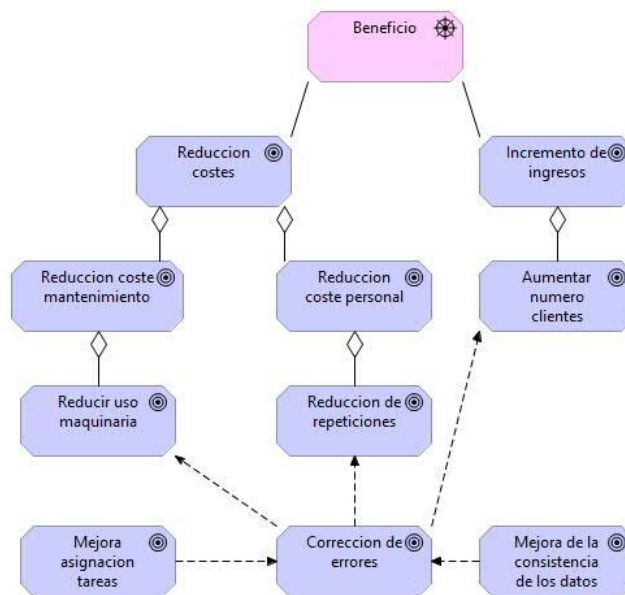 Beneficio
Reduccion
costes
Incremento de
ingresos
Reduccion coste
mantenimiento
Reduccion
coste personal
Aumentar
numero
clientes
Reducir uso
maquinaria
Reduccion de
repeticiones
Mejora
asignacion
tareas
Correccion de
errores
Mejora de la
consistencia
de los datos